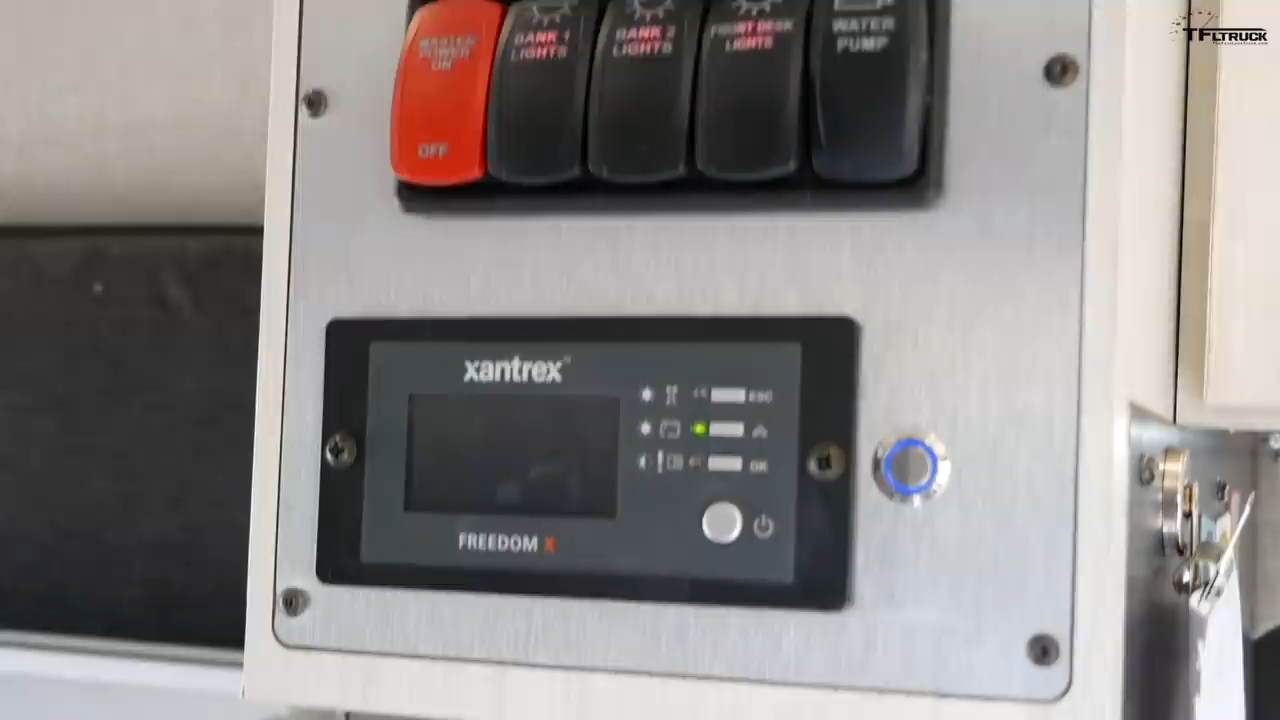 TFLTRUCK
MASTER
POWER
ON
OFF
BANK 1
LIGHTS
BANK 2
LIGHTS
FRONT DESK
LIGHTS
WATER
PUMP
xantrex™
ESC
OK
FREEDOM X